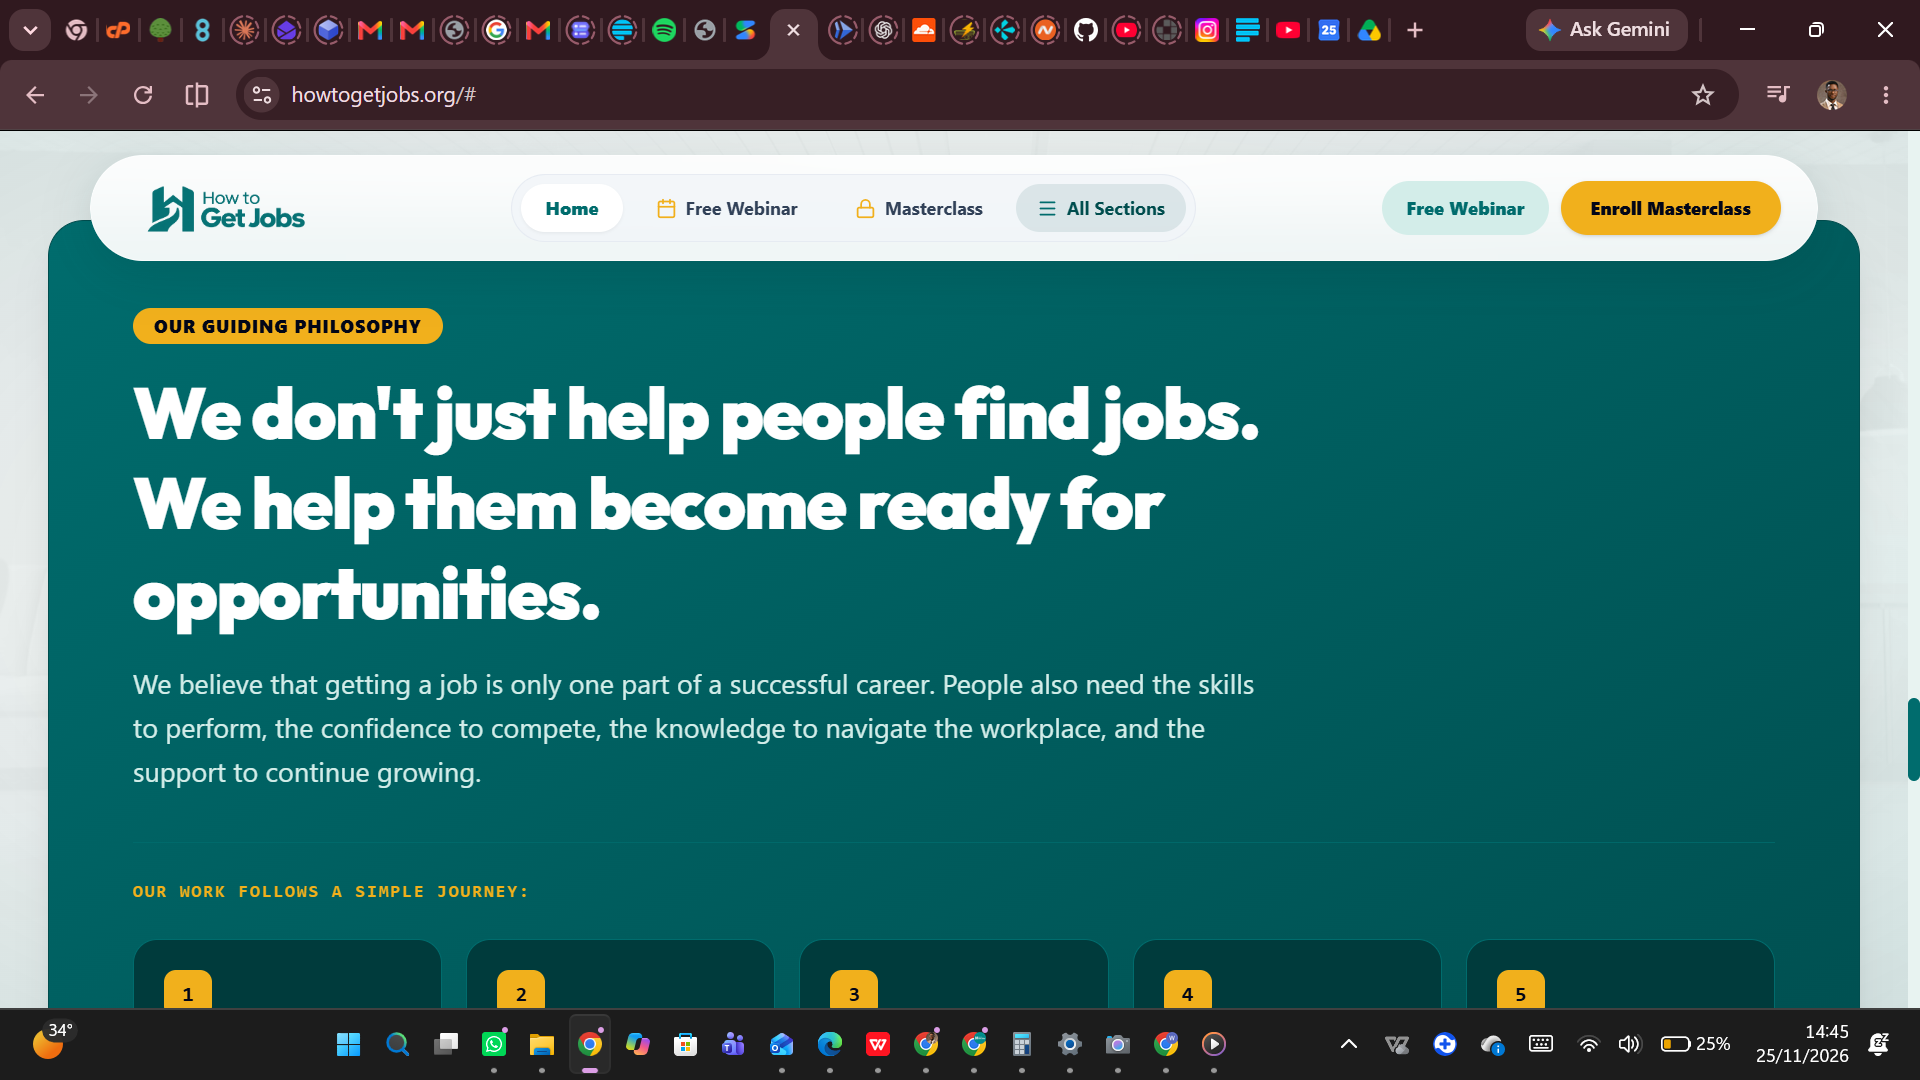 Ask Gemini
howtogetjobs.org/#
How to
Get Jobs
Home
Free Webinar
Masterclass
All Sections
Free Webinar
Enroll Masterclass
OUR GUIDING PHILOSOPHY
We don't just help people find jobs.
We help them become ready for
opportunities.
We believe that getting a job is only one part of a successful career. People also need the skills
to perform, the confidence to compete, the knowledge to navigate the workplace, and the
support to continue growing.
OUR WORK FOLLOWS A SIMPLE JOURNEY:
1
2
3
4
5
34°
25%
14:45
25/11/2026